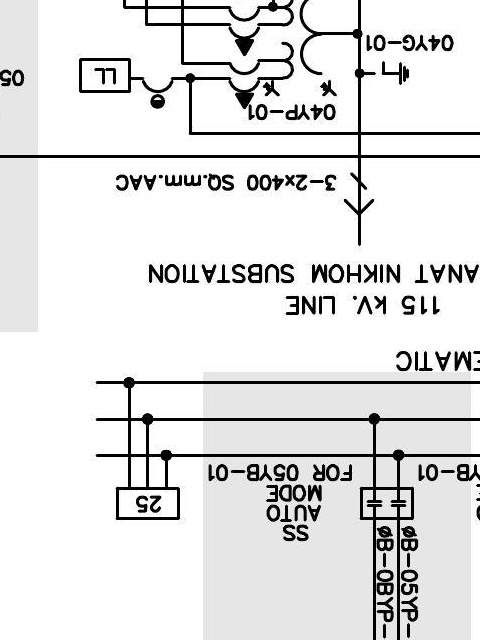 øB-05YP-
øB-0BYP-
SS
AUTO
MODE
FOR 05YB-01
YB-01
25
EMATIC
115 kV. LINE
ANAT NIKHOM SUBSTATION
3-2x400 SQ.mm.AAC
04YP-01
LL
05
04YG-01